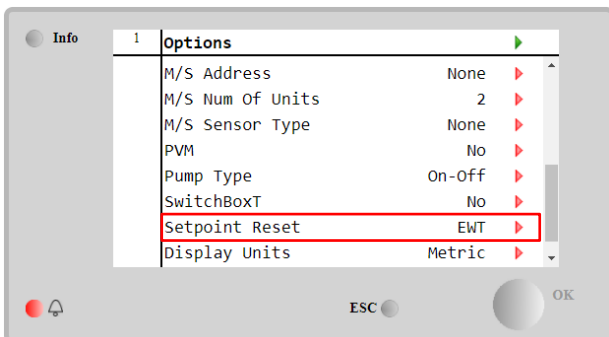 Info
1 Options
M/S Address None
M/S Num Of Units 2
M/S Sensor Type None
PVM No
Pump Type On-Off
SwitchBoxT No
Setpoint Reset EWT
Display Units Metric
ESC
OK